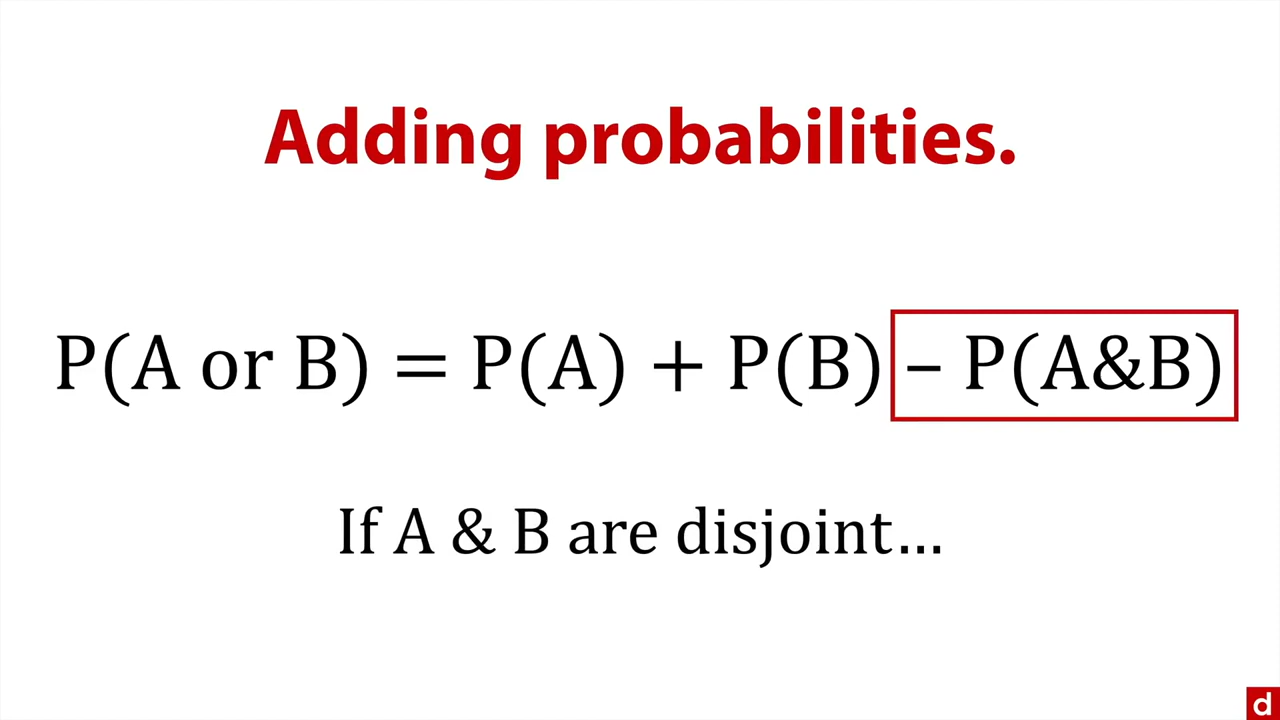 Adding probabilities.
P(A or B) = P(A) + P(B) – P(A&B)
If A & B are disjoint…
d